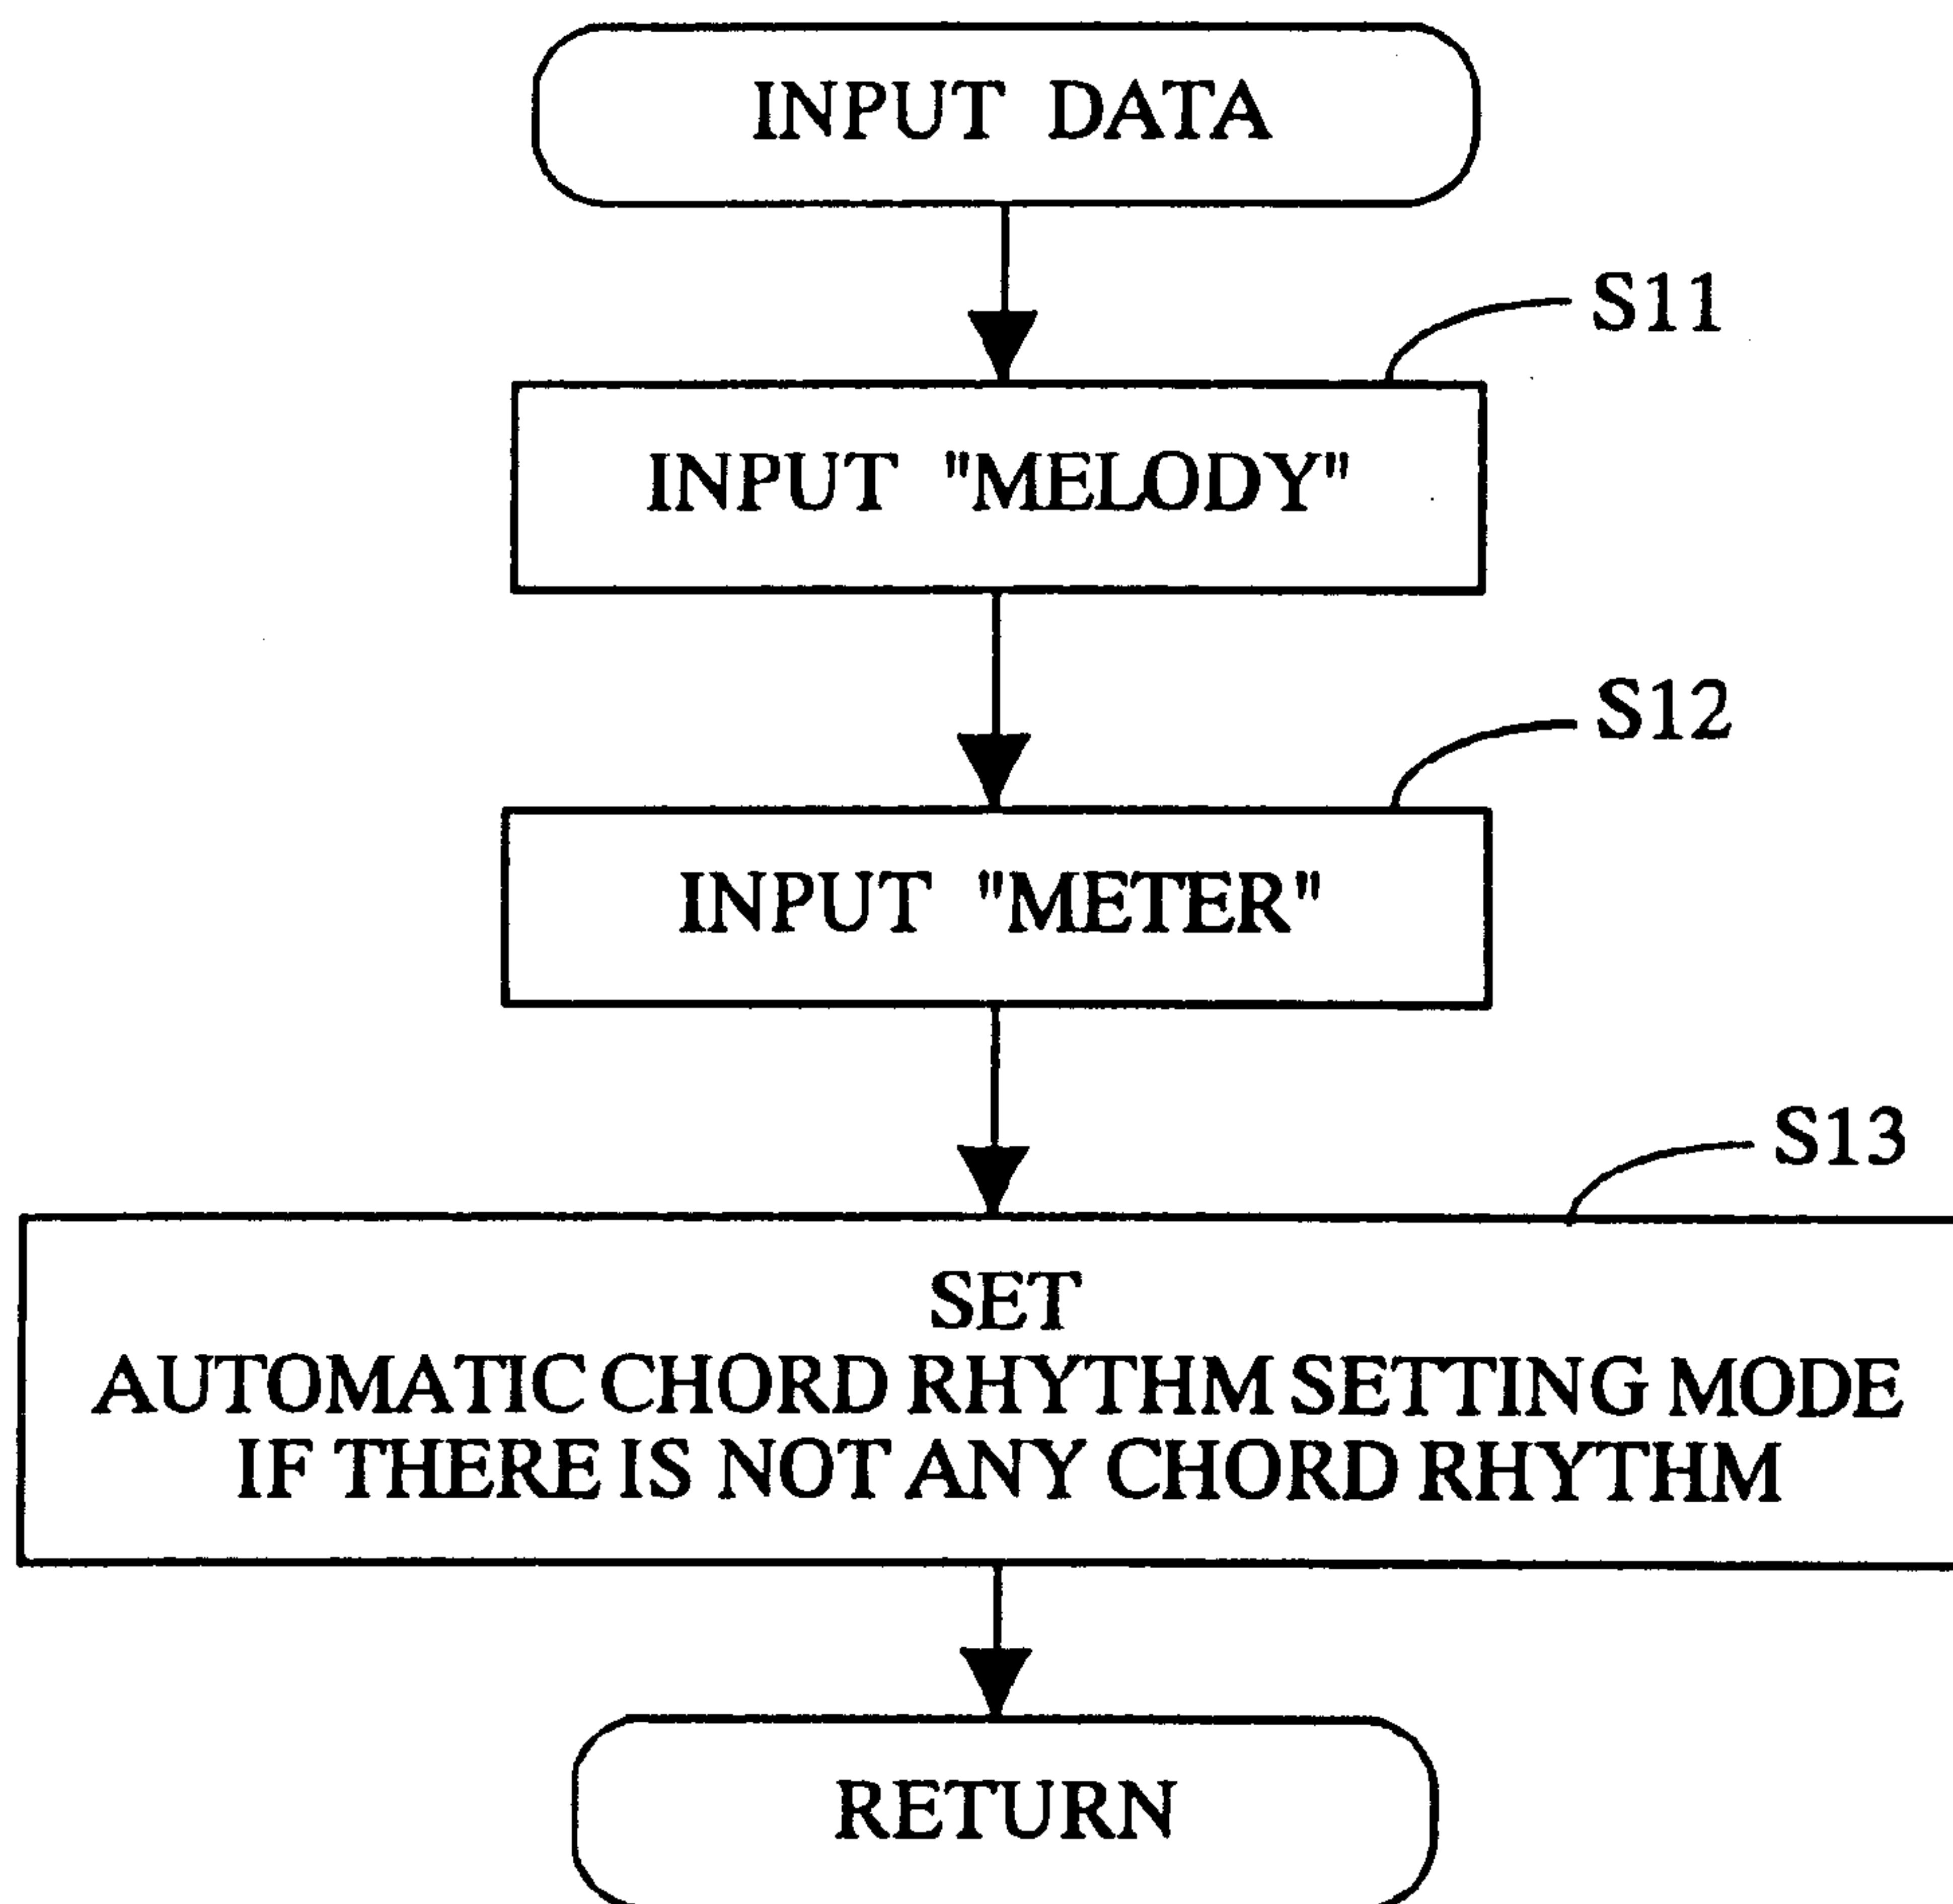 INPUT DATA
S11
INPUT "MELODY"
S12
INPUT "METER"
S13
SET
AUTOMATIC CHORD RHYTHM SETTING MODE
IF THERE IS NOT ANY CHORD RHYTHM
RETURN